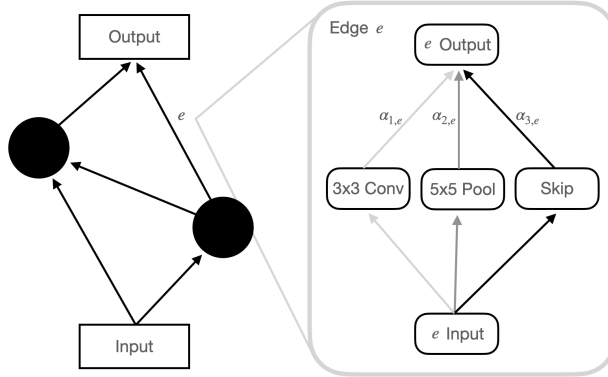 Output
e
Input
Edge e
e Output
α1,e
α2,e
α3,e
3x3 Conv
5x5 Pool
Skip
e Input